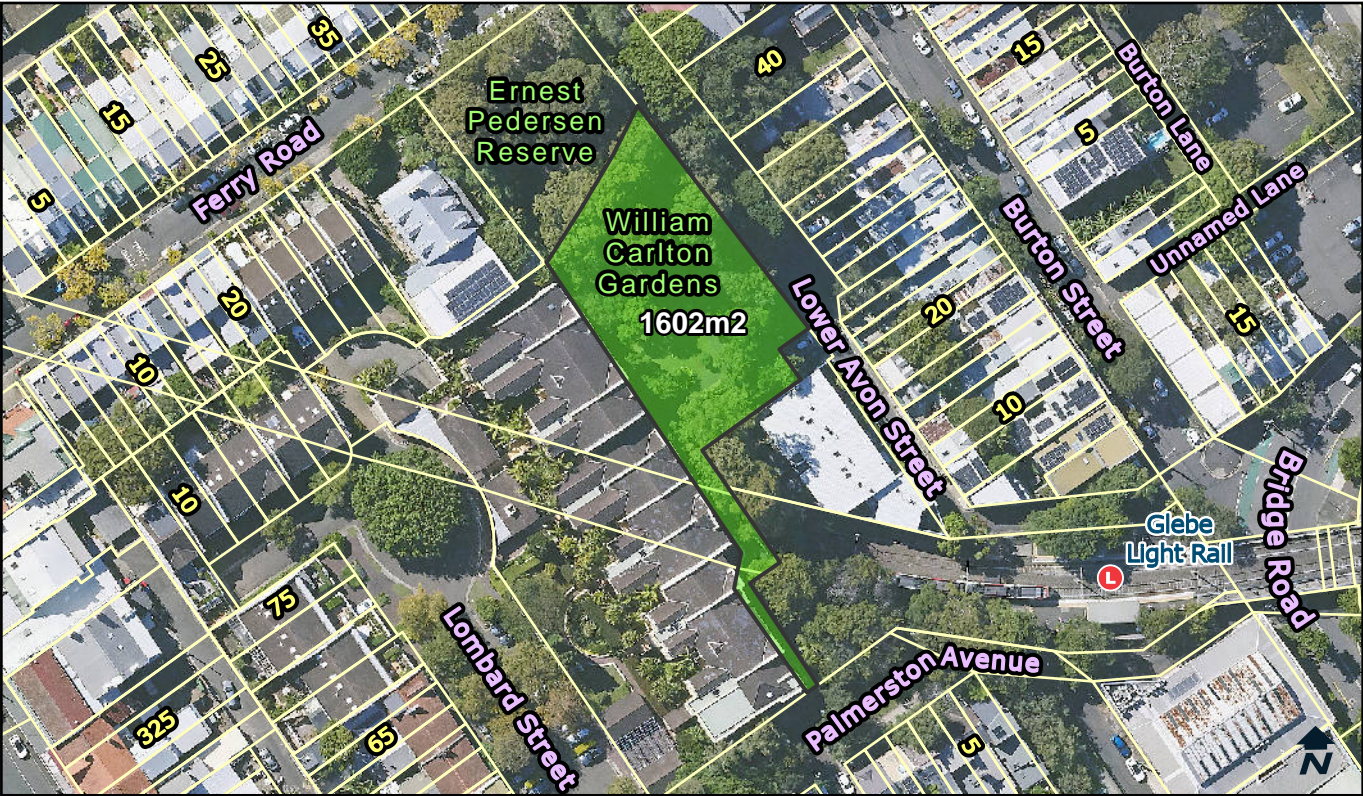 35
25
15
5
Ferry Road
Ernest
Pedersen
Reserve
40
15
5
Burton Lane
Unnamed Lane
William
Carlton
Gardens
1602m2
Lower Avon Street
Burton Street
20
10
15
20
10
10
Bridge Road
Glebe
Light Rail
L
75
Lombard Street
Palmerston Avenue
325
65
5
N